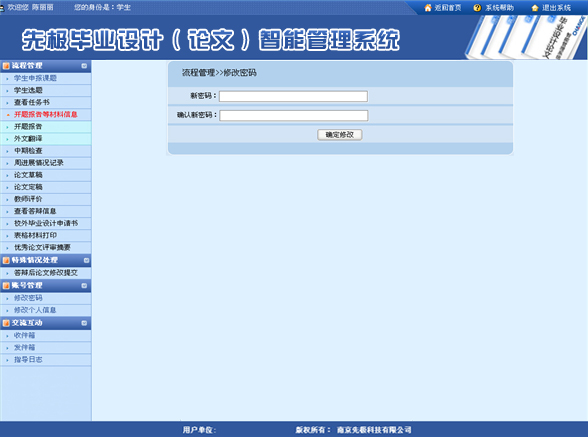 欢迎您 陈丽丽 您的身份是：学生
返回首页 系统帮助 退出系统
先极毕业设计（论文）智能管理系统
流程管理
学生申报课题
学生选题
查看任务书
开题报告等材料信息
开题报告
外文翻译
中期检查
周进展情况记录
论文草稿
论文定稿
教师评价
查看答辩信息
校外毕业设计申请书
表格材料打印
优秀论文评审摘要
特殊情况处理
答辩后论文修改提交
账号管理
修改密码
修改个人信息
交流互动
收件箱
发件箱
指导日志
流程管理>>修改密码
新密码：
确认新密码：
确定修改
用户单位： 版权所有： 南京先极科技有限公司